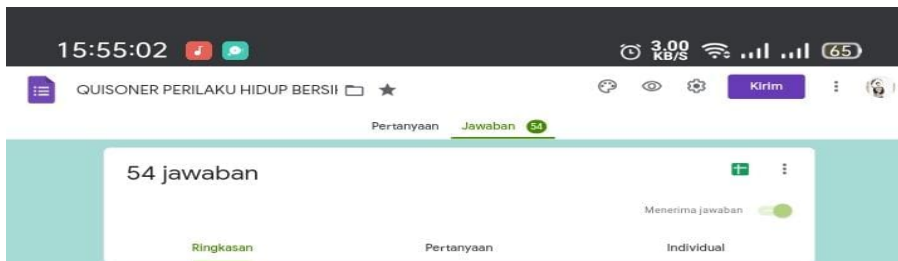 15:55:02 3.00 KB/S 65
QUISONER PERILAKU HIDUP BERSIH Kirim
Pertanyaan Jawaban 54
54 jawaban
Menerima jawaban
Ringkasan Pertanyaan Individual